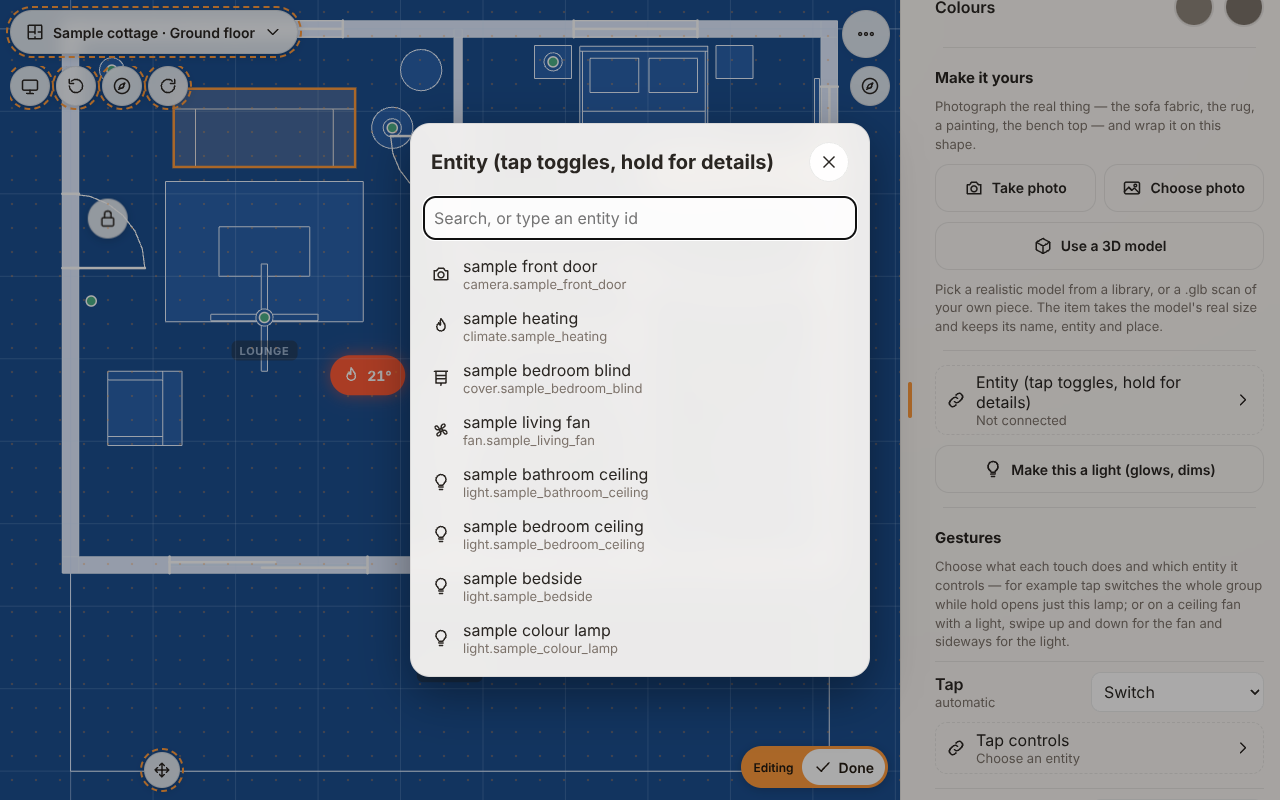 Sample cottage · Ground floor
LOUNGE
21°
Entity (tap toggles, hold for details)
Search, or type an entity id
sample front door
camera.sample_front_door
sample heating
climate.sample_heating
sample bedroom blind
cover.sample_bedroom_blind
sample living fan
fan.sample_living_fan
sample bathroom ceiling
light.sample_bathroom_ceiling
sample bedroom ceiling
light.sample_bedroom_ceiling
sample bedside
light.sample_bedside
sample colour lamp
light.sample_colour_lamp
Editing
Done
Colours
Make it yours
Photograph the real thing — the sofa fabric, the rug,
a painting, the bench top — and wrap it on this
shape.
Take photo
Choose photo
Use a 3D model
Pick a realistic model from a library, or a .glb scan of
your own piece. The item takes the model's real size
and keeps its name, entity and place.
Entity (tap toggles, hold for
details)
Not connected
Make this a light (glows, dims)
Gestures
Choose what each touch does and which entity it
controls — for example tap switches the whole group
while hold opens just this lamp; or on a ceiling fan
with a light, swipe up and down for the fan and
sideways for the light.
Tap
automatic
Switch
Tap controls
Choose an entity